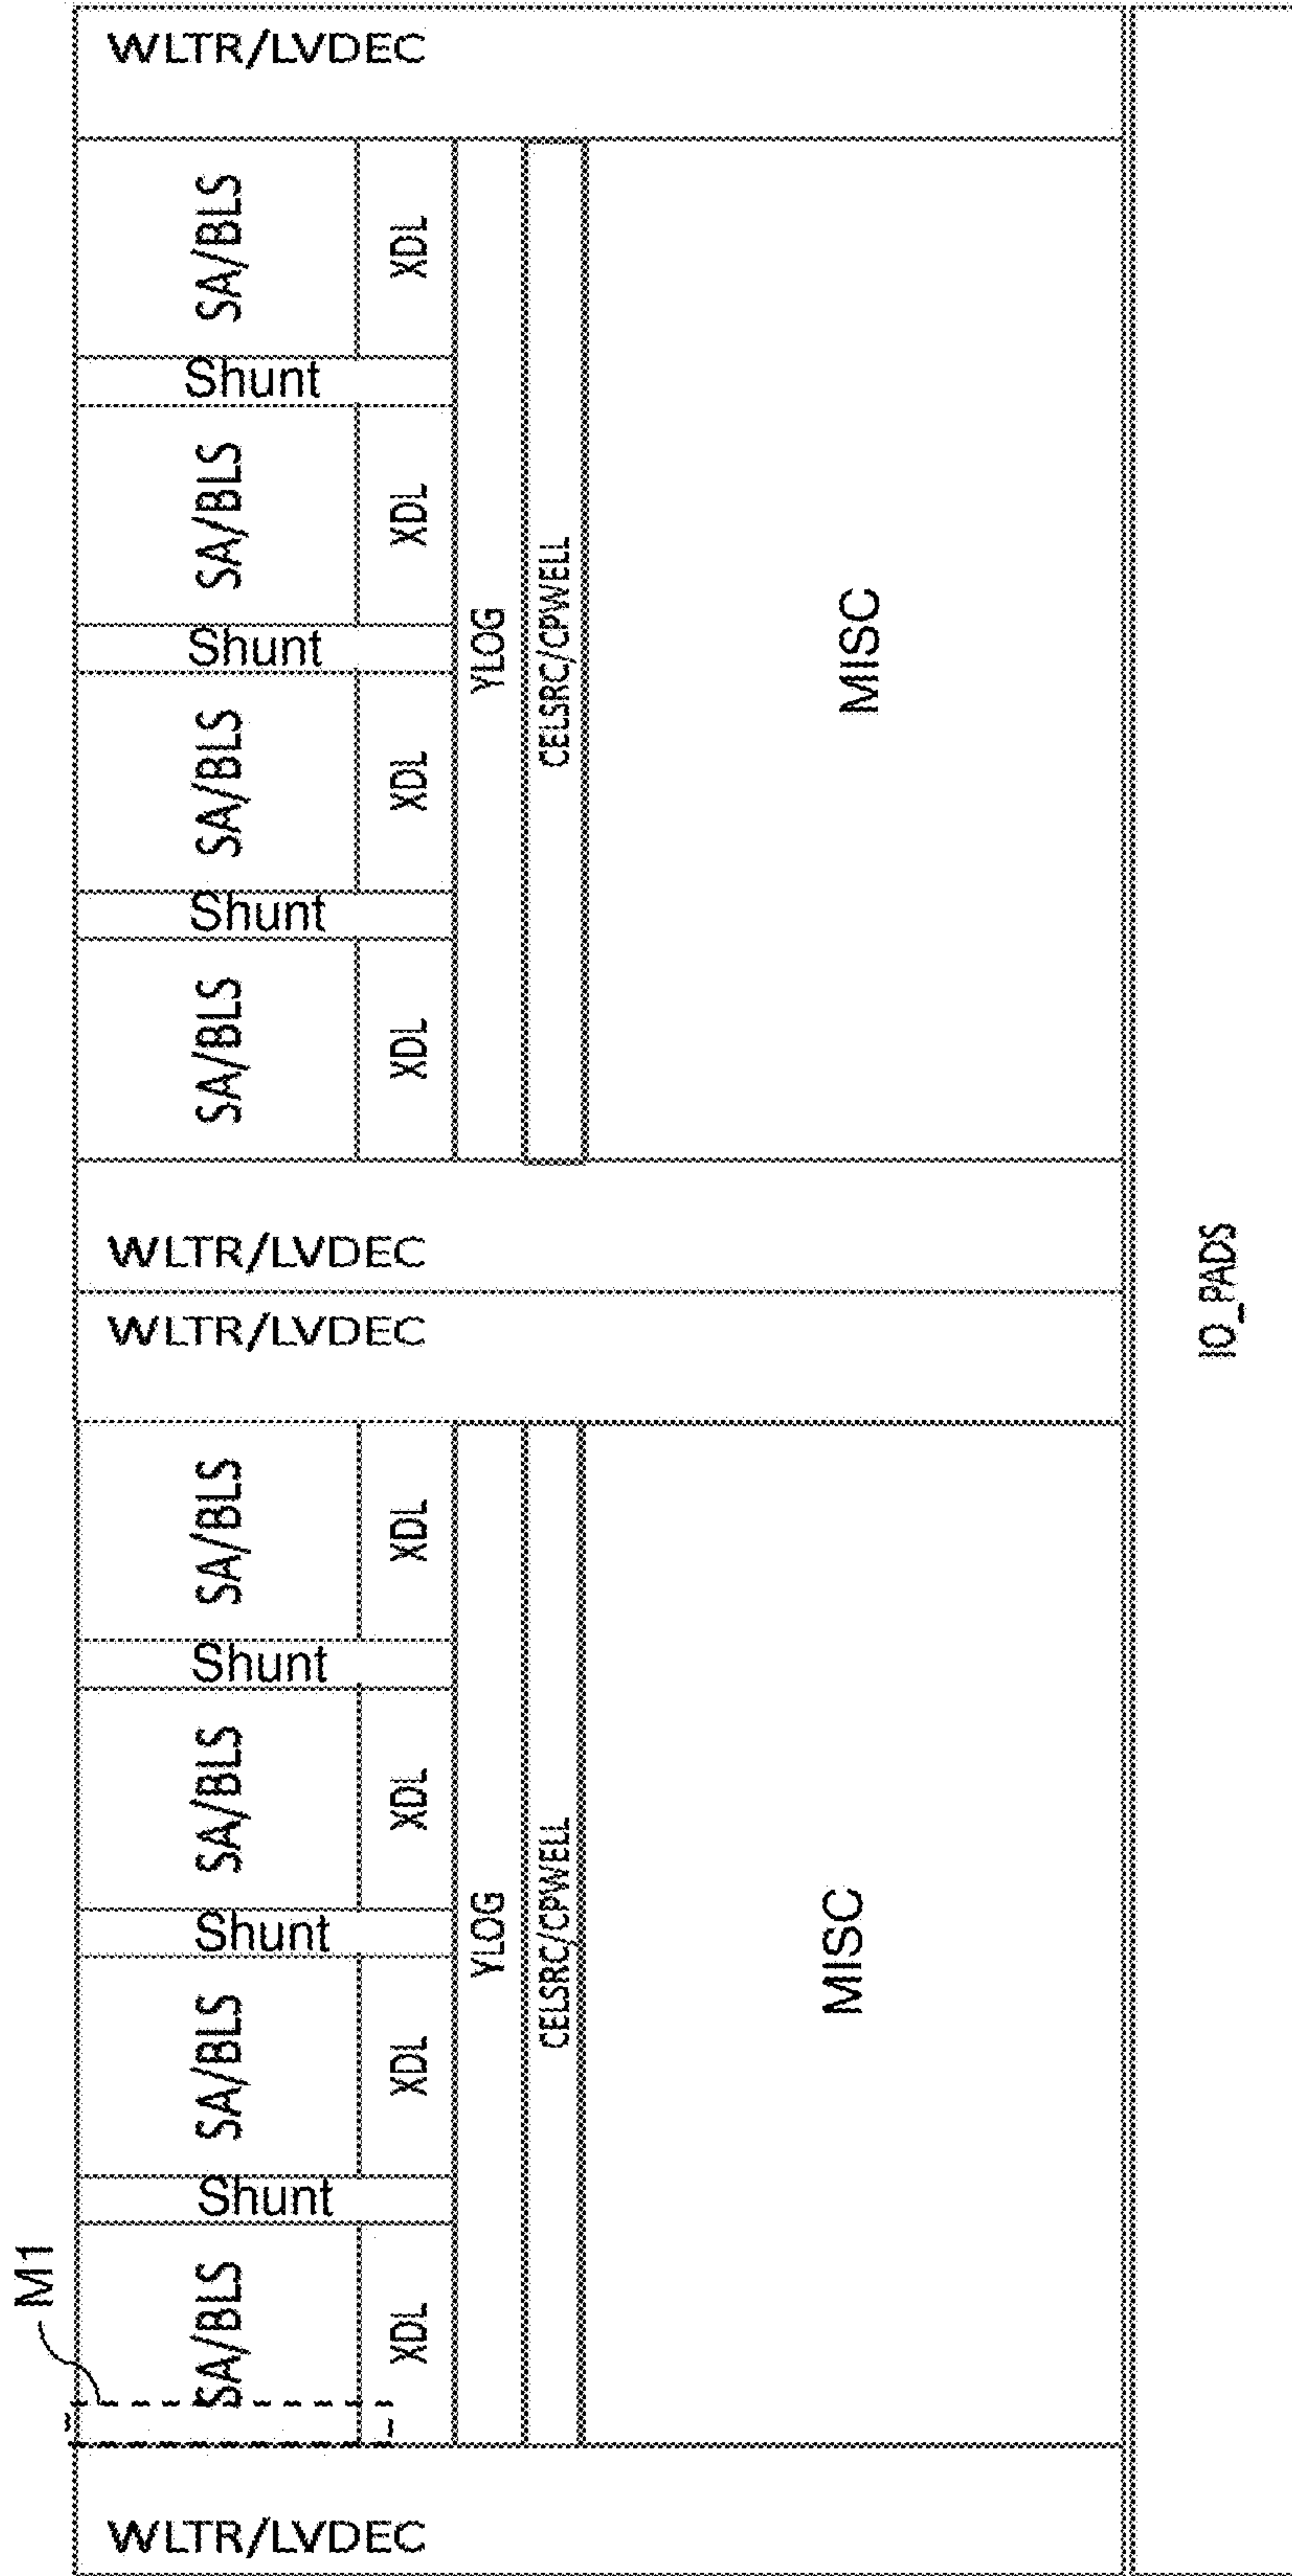 WLTR/LVDEC
SA/BLS
XDL
Shunt
SA/BLS
XDL
Shunt
SA/BLS
XDL
Shunt
SA/BLS
XDL
YLOG
CELSRC/CPWELL
MISC
WLTR/LVDEC
WLTR/LVDEC
SA/BLS
XDL
Shunt
SA/BLS
XDL
Shunt
SA/BLS
XDL
Shunt
SA/BLS
XDL
YLOG
CELSRC/CPWELL
MISC
M1
WLTR/LVDEC
IO_PADS